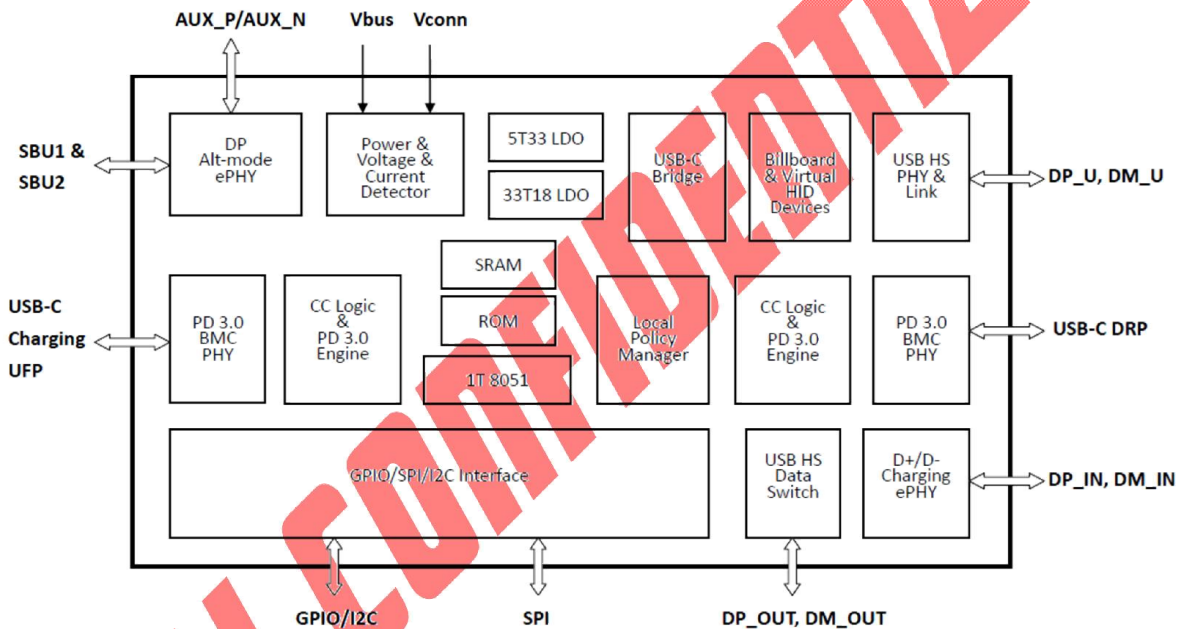 AUX_P/AUX_N
Vbus
Vconn
SBU1 &
SBU2
DP
Alt-mode
ePHY
Power &
Voltage &
Current
Detector
5T33 LDO
33T18 LDO
USB-C
Bridge
Billboard
& Virtual
HID
Devices
USB HS
PHY &
Link
DP_U, DM_U
USB-C
Charging
UFP
PD 3.0
BMC
PHY
CC Logic
&
PD 3.0
Engine
SRAM
ROM
1T 8051
Local
Policy
Manager
CC Logic
&
PD 3.0
Engine
PD 3.0
BMC
PHY
USB-C DRP
GPIO/SPI/I2C Interface
USB HS
Data
Switch
D+/D-
Charging
ePHY
DP_IN, DM_IN
GPIO/I2C
SPI
DP_OUT, DM_OUT